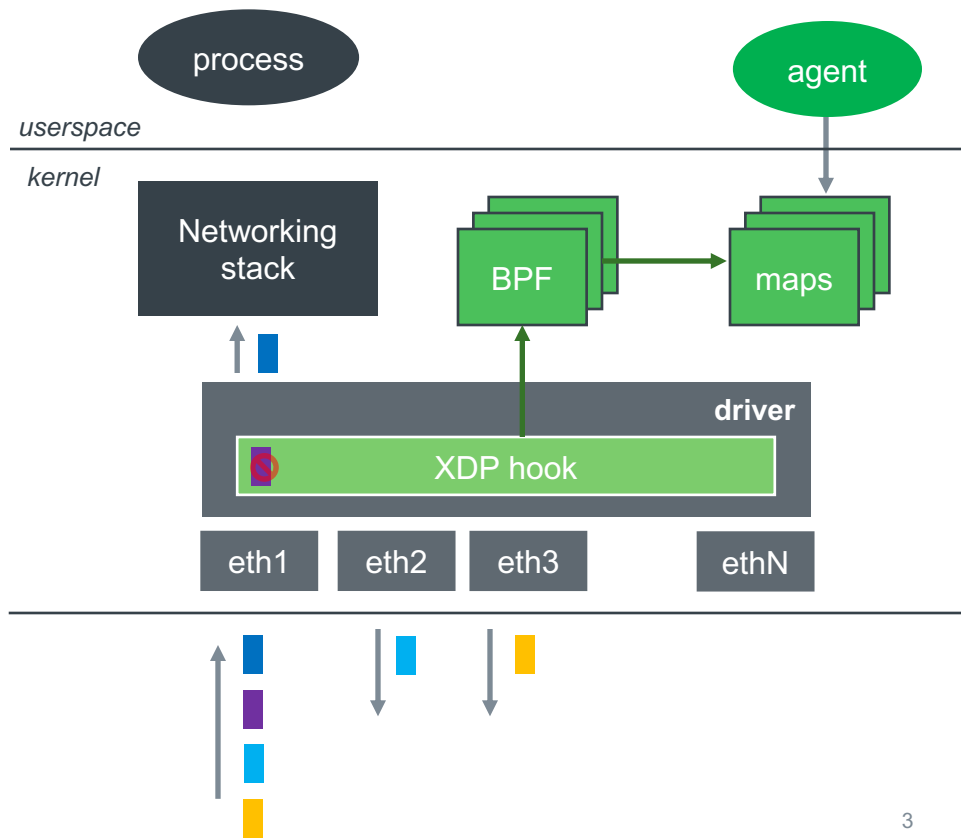 process
agent
userspace
kernel
Networking
stack
BPF
maps
driver
XDP hook
eth1
eth2
eth3
ethN
3